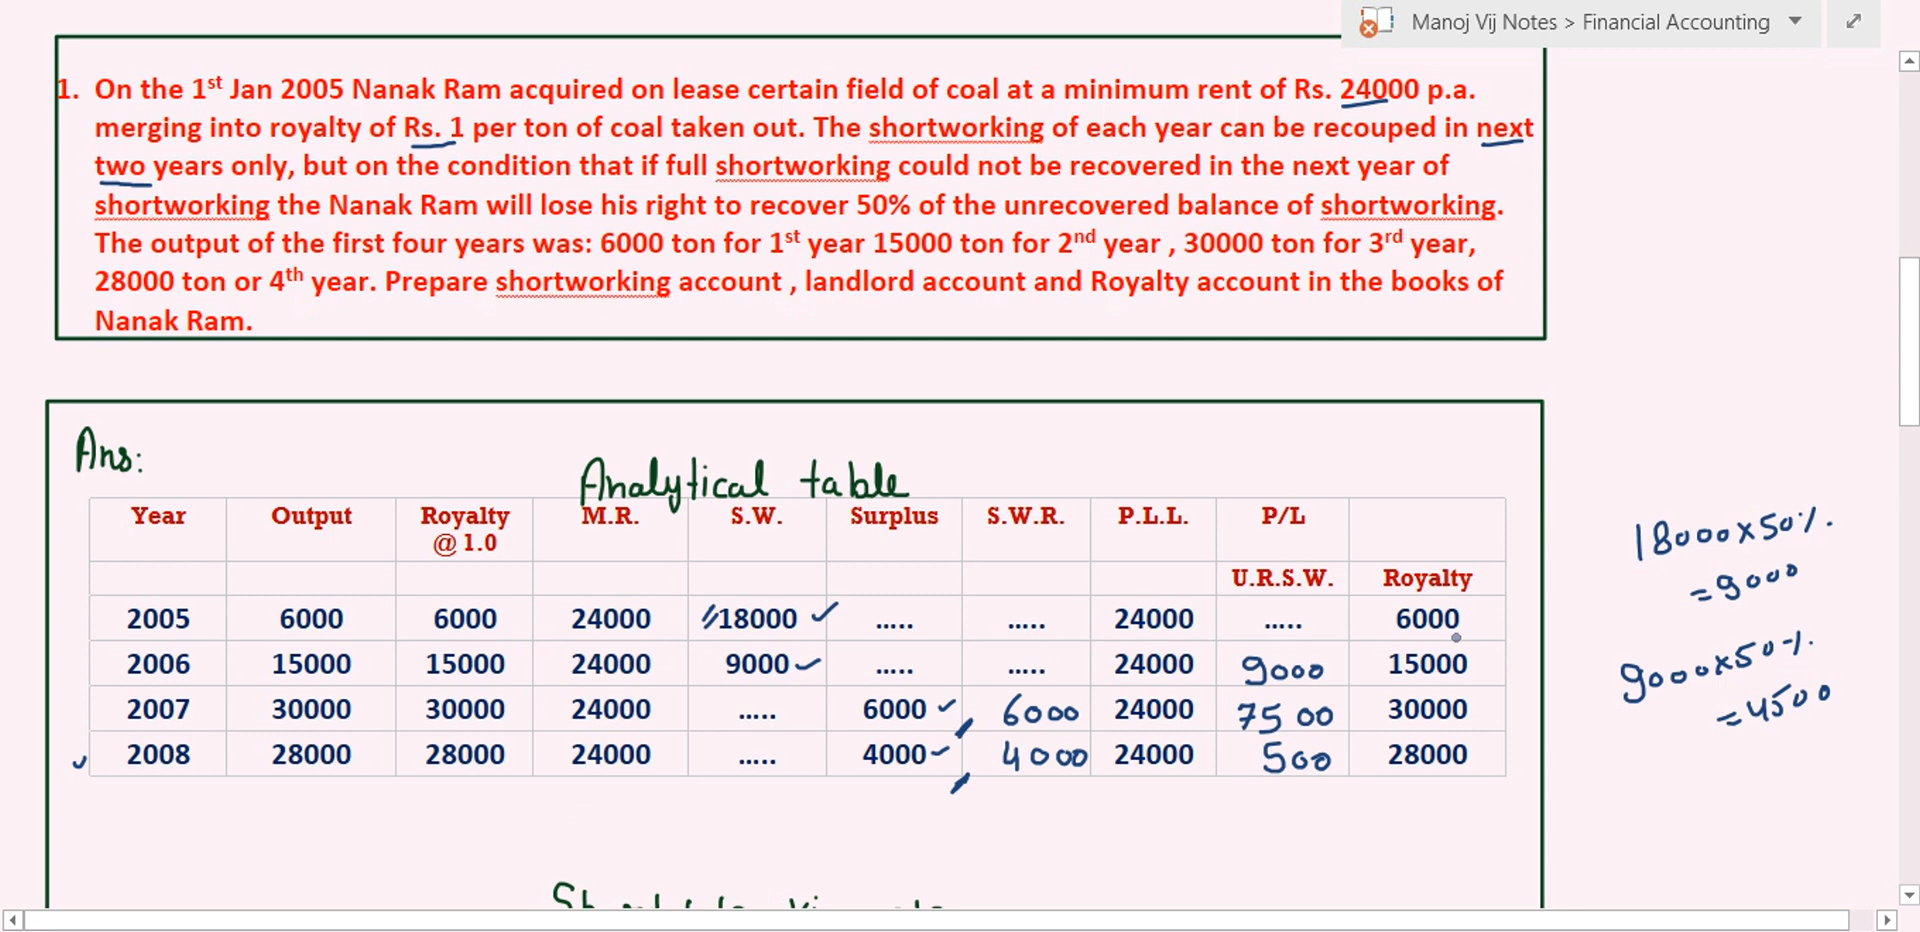 Manoj Vij Notes > Financial Accounting
1. On the 1st Jan 2005 Nanak Ram acquired on lease certain field of coal at a minimum rent of Rs. 24000 p.a.
merging into royalty of Rs. 1 per ton of coal taken out. The shortworking of each year can be recouped in next
two years only, but on the condition that if full shortworking could not be recovered in the next year of
shortworking the Nanak Ram will lose his right to recover 50% of the unrecovered balance of shortworking.
The output of the first four years was: 6000 ton for 1st year 15000 ton for 2nd year , 30000 ton for 3rd year,
28000 ton or 4th year. Prepare shortworking account , landlord account and Royalty account in the books of
Nanak Ram.
Ans:
Analytical table
Year Output Royalty @ 1.0 M.R. S.W. Surplus S.W.R. P.L.L. P/L
U.R.S.W. Royalty
2005 6000 6000 24000 18000 ..... ..... 24000 ..... 6000
2006 15000 15000 24000 9000 ..... ..... 24000 9000 15000
2007 30000 30000 24000 ..... 6000 6000 24000 7500 30000
2008 28000 28000 24000 ..... 4000 4000 24000 500 28000
18000x50%.
=9000
9000x50%.
=4500